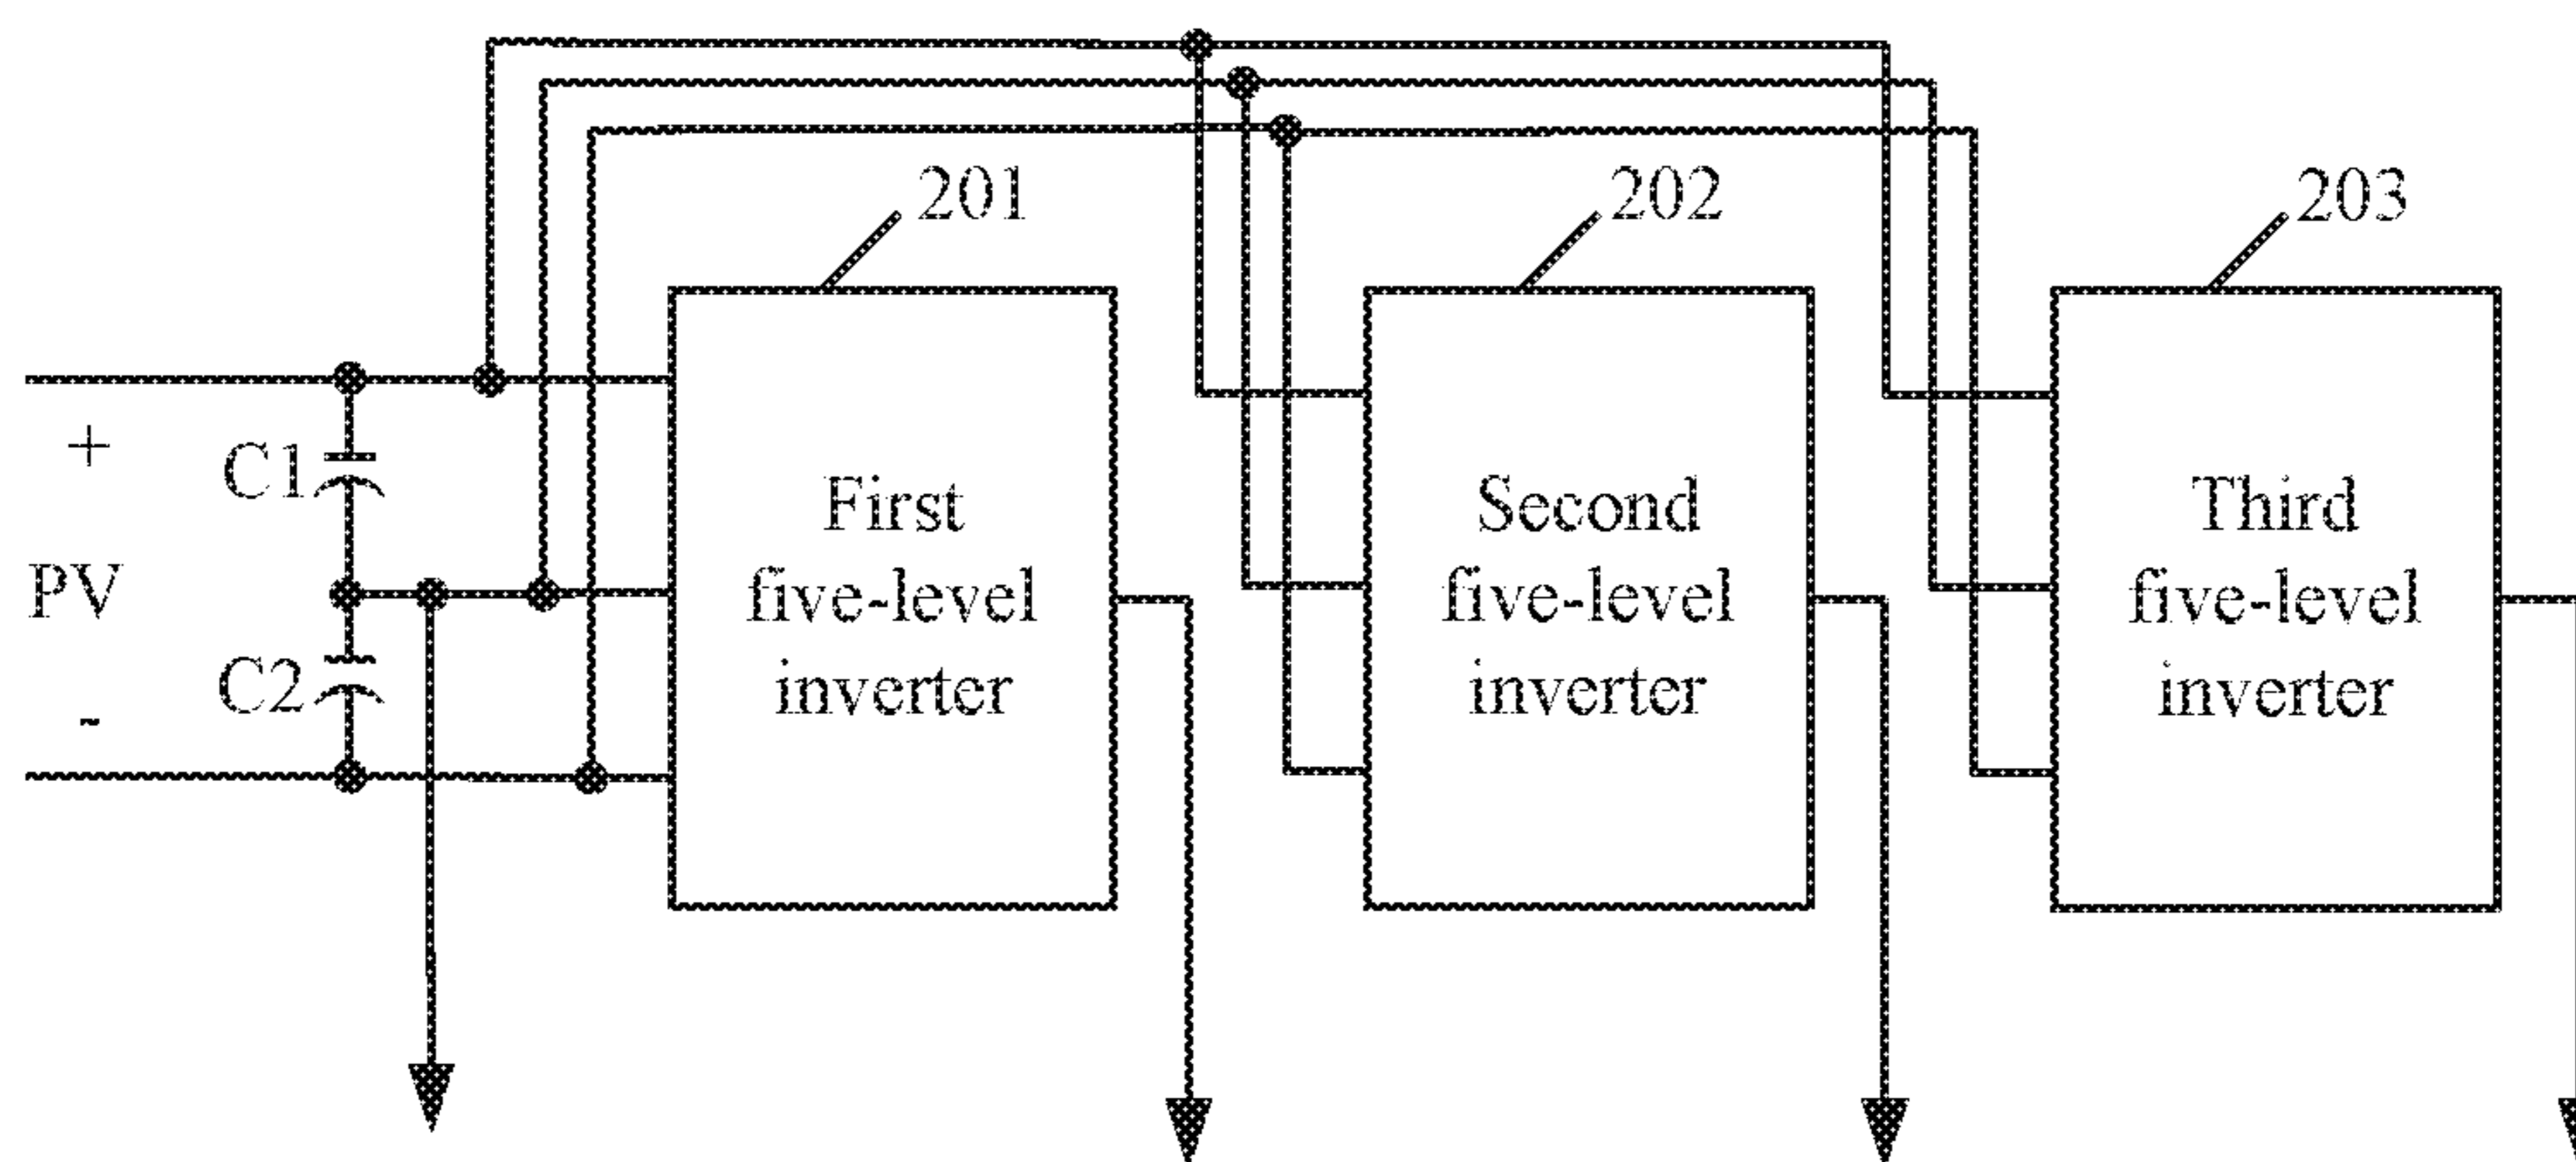 201
202
203
+
C1
PV
C2
-
First
five-level
inverter
Second
five-level
inverter
Third
five-level
inverter